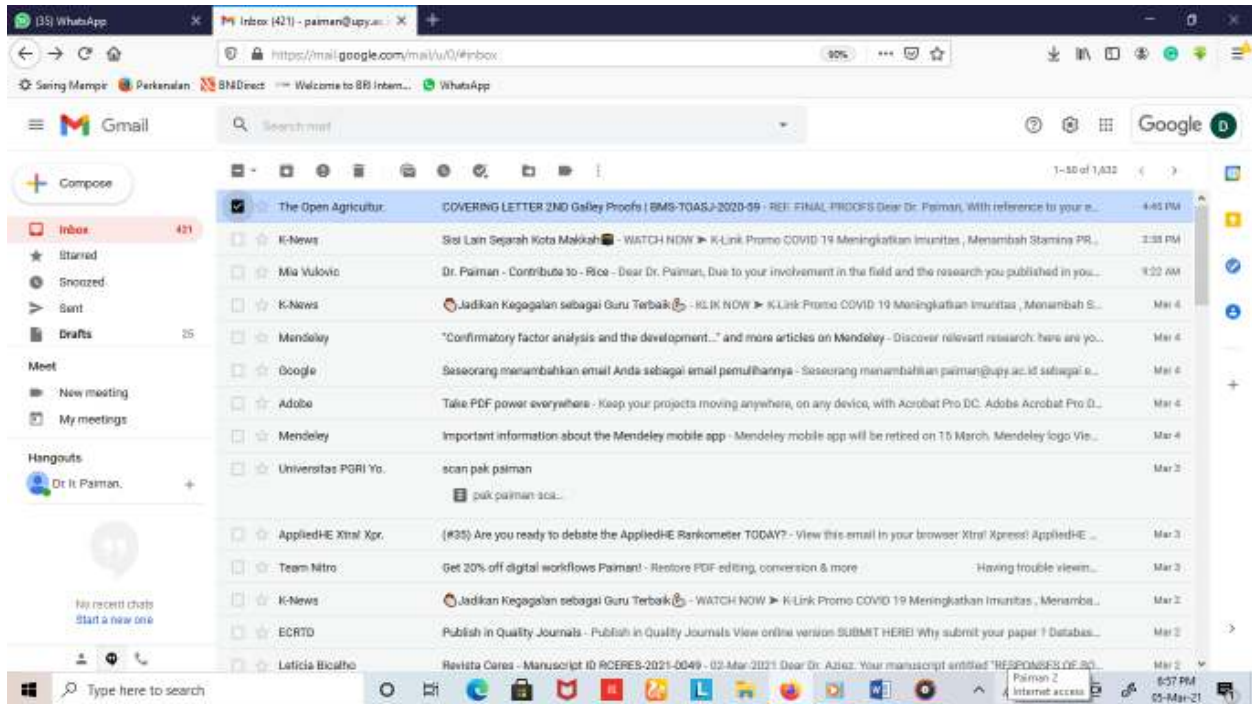 (35) WhatsApp
Inbox (421) - paiman@upy.ac.
https://mail.google.com/mail/u/0/#inbox
90%
Sering Mampir Perkenalan BNIDirect Welcome to BRI Intern... WhatsApp
Gmail
Search mail
Google D
Compose
1-50 of 1,632
Inbox 421
Starred
Snoozed
Sent
Drafts 25
Meet
New meeting
My meetings
Hangouts
Dr. Ir. Paiman,
No recent chats
Start a new one
The Open Agricultur. COVERING LETTER 2ND Galley Proofs | BMS-TOASJ-2020-59 - REF: FINAL PROOFS Dear Dr. Paiman, With reference to your e... 4:45 PM
K-News Sisi Lain Sejarah Kota Makkah - WATCH NOW ➤ K-Link Promo COVID 19 Meningkatkan Imunitas , Menambah Stamina PR... 2:38 PM
Mia Vulovic Dr. Paiman - Contribute to - Rice - Dear Dr. Paiman, Due to your involvement in the field and the research you published in you... 9:22 AM
K-News Jadikan Kegagalan sebagai Guru Terbaik - KLIK NOW ➤ K-Link Promo COVID 19 Meningkatkan Imunitas , Menambah S... Mar 4
Mendeley "Confirmatory factor analysis and the development..." and more articles on Mendeley - Discover relevant research: here are yo... Mar 4
Google Seseorang menambahkan email Anda sebagai email pemulihannya - Seseorang menambahkan paiman@upy.ac.id sebagai e... Mar 4
Adobe Take PDF power everywhere - Keep your projects moving anywhere, on any device, with Acrobat Pro DC. Adobe Acrobat Pro D... Mar 4
Mendeley Important information about the Mendeley mobile app - Mendeley mobile app will be retired on 15 March. Mendeley logo Vie... Mar 4
Universitas PGRI Yo. scan pak paiman Mar 3
pak paiman sca...
AppliedHE Xtra! Xpr. (#35) Are you ready to debate the AppliedHE Rankometer TODAY? - View this email in your browser Xtra! Xpress! AppliedHE ... Mar 3
Team Nitro Get 20% off digital workflows Paiman! - Restore PDF editing, conversion & more Having trouble viewin... Mar 3
K-News Jadikan Kegagalan sebagai Guru Terbaik - WATCH NOW ➤ K-Link Promo COVID 19 Meningkatkan Imunitas , Menamba... Mar 2
ECRTD Publish in Quality Journals - Publish in Quality Journals View online version SUBMIT HERE! Why submit your paper ? Databas... Mar 2
Leticia Bicalho Revista Ceres - Manuscript ID RCERES-2021-0049 - 02-Mar-2021 Dear Dr. Aziez: Your manuscript entitled "RESPONSES OF SO... Mar 2
Paiman 2
Internet access
Type here to search
6:57 PM
05-Mar-21